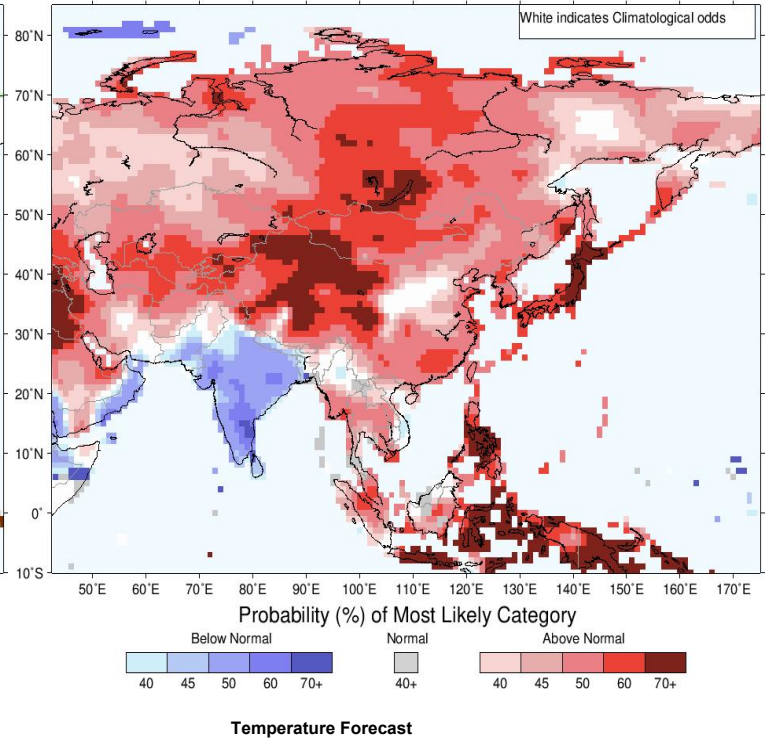 White indicates Climatological odds
80°N
70°N
60°N
50°N
40°N
30°N
20°N
10°N
0°
10°S
50°E 60°E 70°E 80°E 90°E 100°E 110°E 120°E 130°E 140°E 150°E 160°E 170°E
Probability (%) of Most Likely Category
Below Normal Normal Above Normal
40 45 50 60 70+ 40+ 40 45 50 60 70+
Temperature Forecast